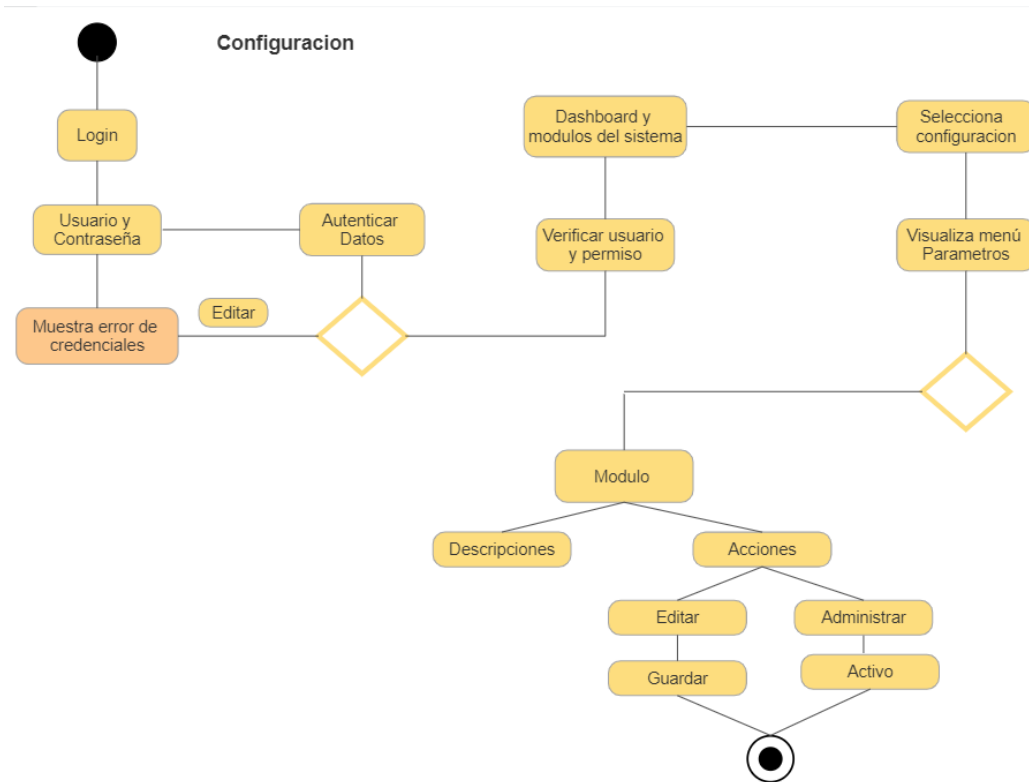 Configuracion
Login
Usuario y
Contraseña
Autenticar
Datos
Muestra error de
credenciales
Editar
Verificar usuario
y permiso
Dashboard y
modulos del sistema
Selecciona
configuracion
Visualiza menú
Parametros
Modulo
Descripciones
Acciones
Editar
Administrar
Guardar
Activo